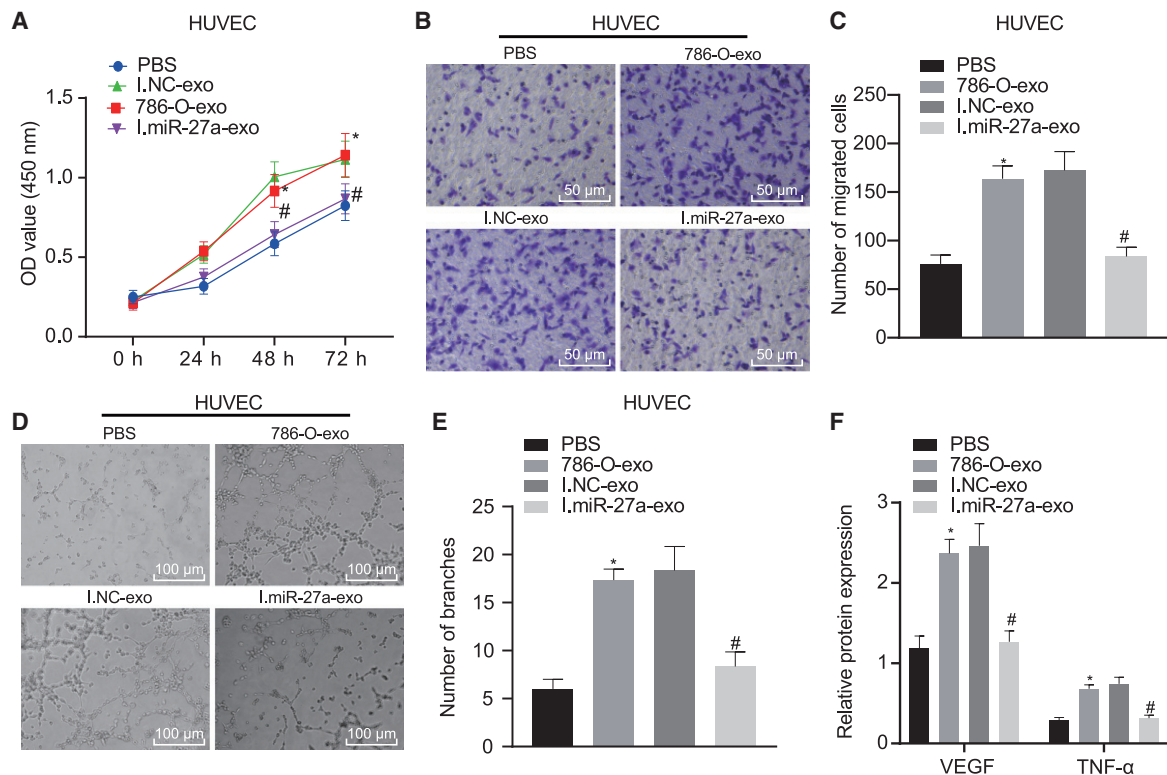 A
HUVEC
PBS
I.NC-exo
786-O-exo
I.miR-27a-exo
OD value (450 nm)
1.5
1.0
0.5
0.0
0 h
24 h
48 h
72 h
*
#
*
#
B
HUVEC
PBS
786-O-exo
50 µm
50 µm
I.NC-exo
I.miR-27a-exo
50 µm
50 µm
C
HUVEC
PBS
786-O-exo
I.NC-exo
I.miR-27a-exo
Number of migrated cells
250
200
150
100
50
0
*
#
D
HUVEC
PBS
786-O-exo
100 µm
100 µm
I.NC-exo
I.miR-27a-exo
100 µm
100 µm
E
HUVEC
PBS
786-O-exo
I.NC-exo
I.miR-27a-exo
Number of branches
25
20
15
10
5
0
*
#
F
PBS
786-O-exo
I.NC-exo
I.miR-27a-exo
Relative protein expression
3
2
1
0
*
#
*
#
VEGF
TNF-α